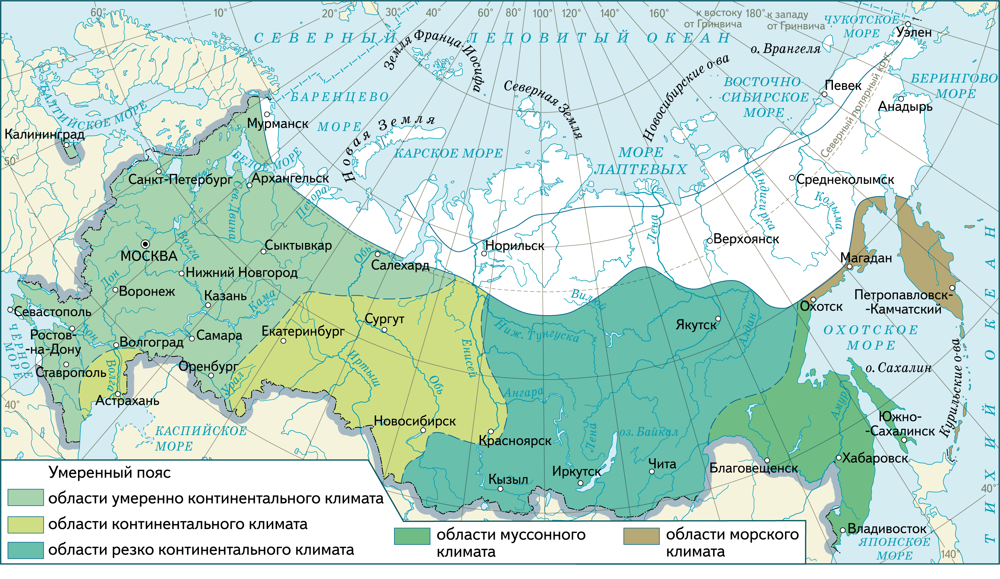 60°
10°
20°
30°
40°
60°
80°
100°
120°
140°
160°
к востоку
от Гринвича
180°
к западу
от Гринвича
ЧУКОТСКОЕ
МОРЕ
Уэлен
СЕВЕРНЫЙ ЛЕДОВИТЫЙ ОКЕАН
Земля Франца-Иосифа
о. Врангеля
Северная Земля
Новосибирские о-ва
ВОСТОЧНО-
-СИБИРСКОЕ
МОРЕ
Певек
Северный полярный круг
БЕРИНГОВО
МОРЕ
Анадырь
БАЛТИЙСКОЕ МОРЕ
БАРЕНЦЕВО
МОРЕ
Мурманск
Новая Земля
Калининград
50°
КАРСКОЕ МОРЕ
МОРЕ
ЛАПТЕВЫХ
БЕЛОЕ МОРЕ
Санкт-Петербург
Архангельск
Сев. Двина
Печора
Индигирка
Среднеколымск
Колыма
МОСКВА
Волга
Сыктывкар
Обь
Салехард
Норильск
Лена
Верхоянск
Магадан
Дон
Нижний Новгород
Воронеж
Казань
Кама
Вилюй
Петропавловск-
-Камчатский
Охотск
Севастополь
ЧЁРНОЕ
МОРЕ
Ростов-
-на-Дону
Дон
Волгоград
Самара
Екатеринбург
Сургут
Ниж. Тунгуска
Якутск
Алдан
ОХОТСКОЕ
МОРЕ
Ставрополь
Волга
Оренбург
Урал
Иртыш
Обь
Енисей
Ангара
о. Сахалин
Курильские о-ва
ТИХИЙ ОКЕАН
40°
Астрахань
КАСПИЙСКОЕ
МОРЕ
Новосибирск
Красноярск
Лена
оз. Байкал
Амур
Южно-
-Сахалинск
Кызыл
Иркутск
Чита
Благовещенск
Хабаровск
40°
Владивосток
ЯПОНСКОЕ
МОРЕ
140°
Умеренный пояс
области умеренно континентального климата
области континентального климата
области резко континентального климата
области муссонного
климата
области морского
климата